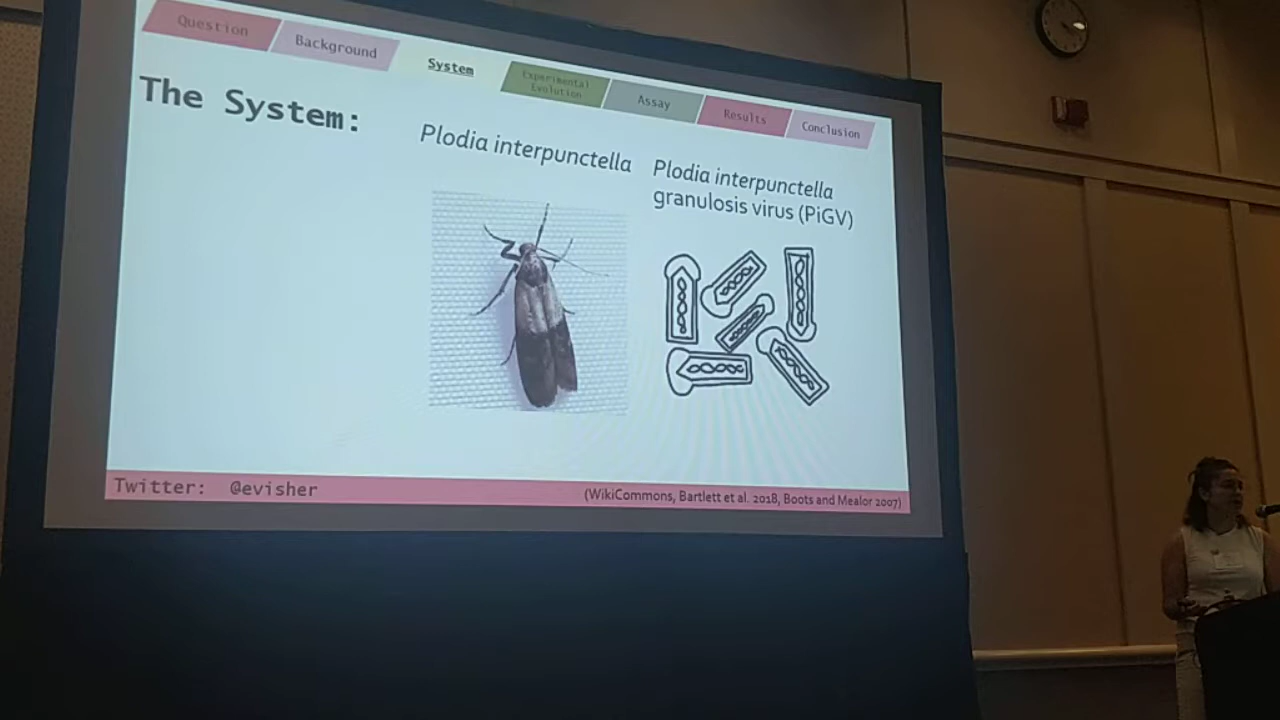 Question
Background
System
Experimental
Evolution
Assay
Results
Conclusion
The System:
Plodia interpunctella
Plodia interpunctella
granulosis virus (PiGV)
Twitter: @evisher
(WikiCommons, Bartlett et al. 2018, Boots and Mealor 2007)